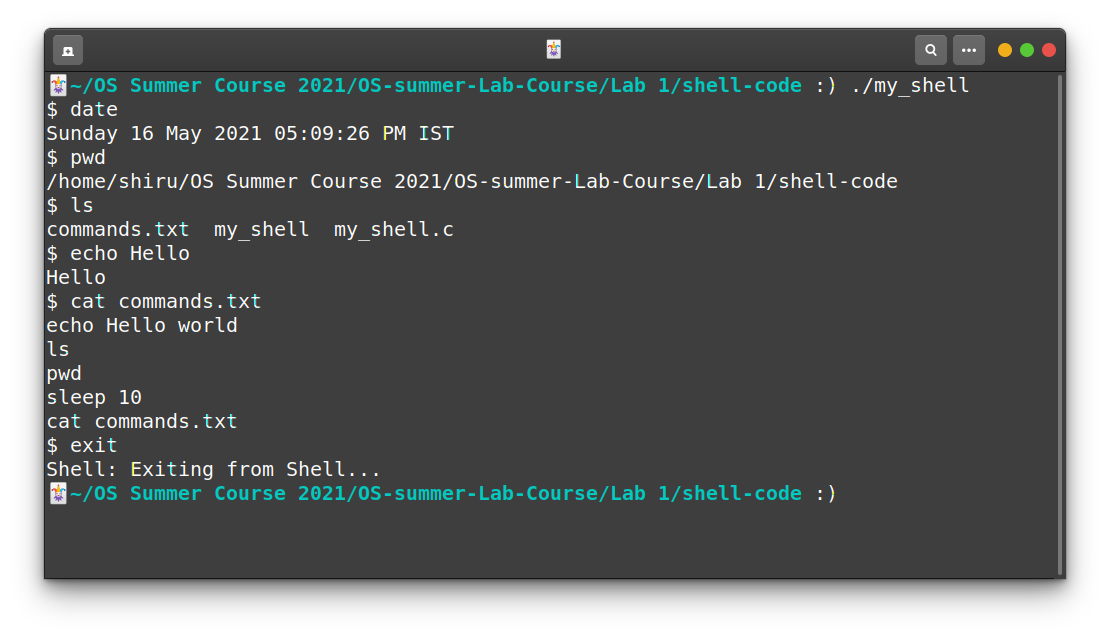 🃏~/OS Summer Course 2021/OS-summer-Lab-Course/Lab 1/shell-code :) ./my_shell
$ date
Sunday 16 May 2021 05:09:26 PM IST
$ pwd
/home/shiru/OS Summer Course 2021/OS-summer-Lab-Course/Lab 1/shell-code
$ ls
commands.txt  my_shell  my_shell.c
$ echo Hello
Hello
$ cat commands.txt
echo Hello world
ls
pwd
sleep 10
cat commands.txt
$ exit
Shell: Exiting from Shell...
🃏~/OS Summer Course 2021/OS-summer-Lab-Course/Lab 1/shell-code :)